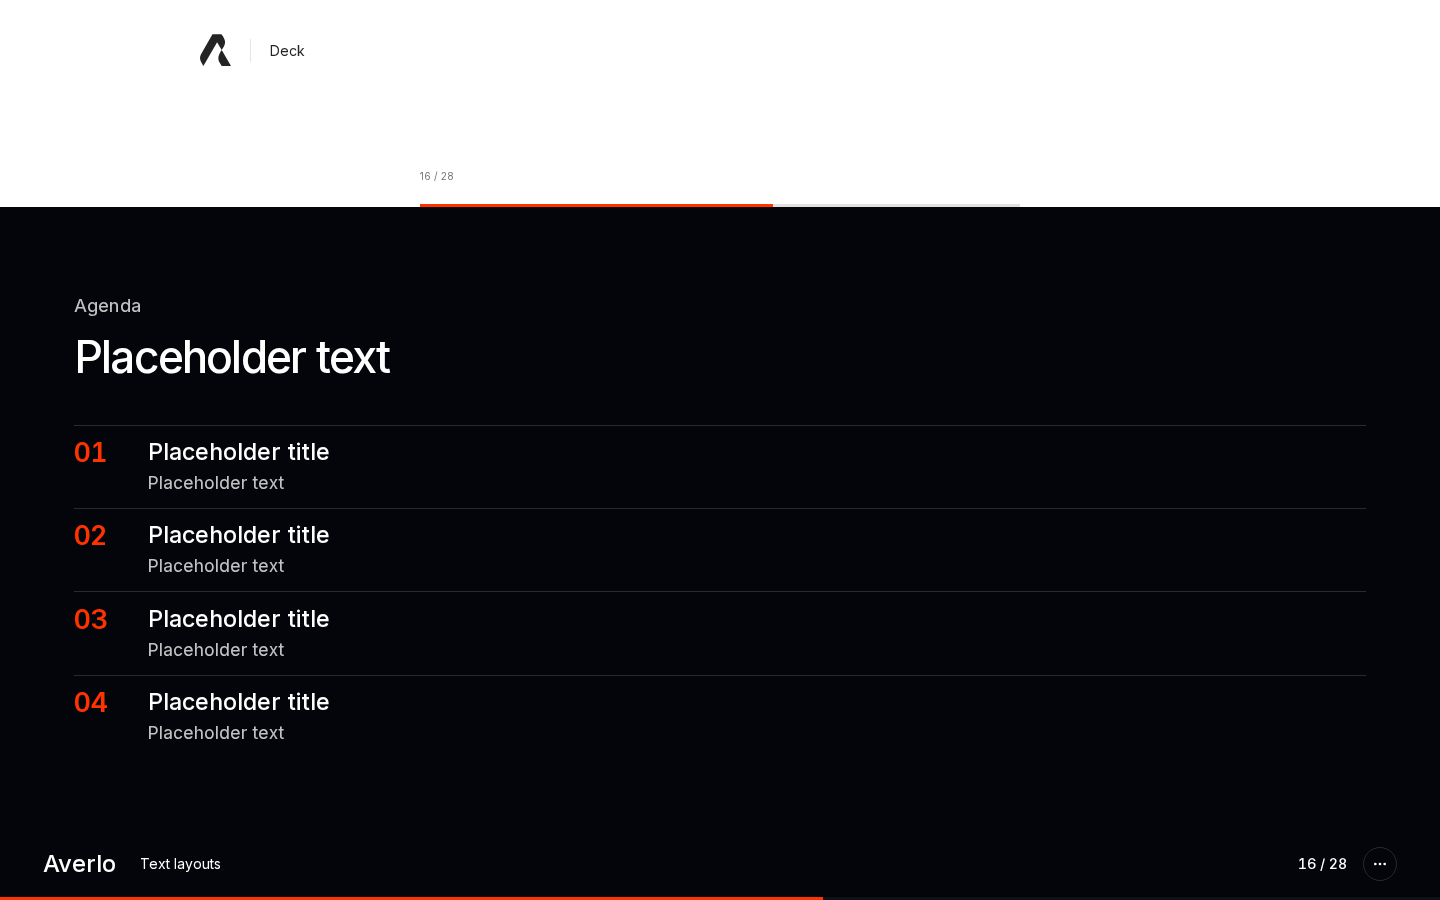 Deck
16 / 28
Agenda
Placeholder text
01
Placeholder title
Placeholder text
02
Placeholder title
Placeholder text
03
Placeholder title
Placeholder text
04
Placeholder title
Placeholder text
Averlo
Text layouts
16 / 28